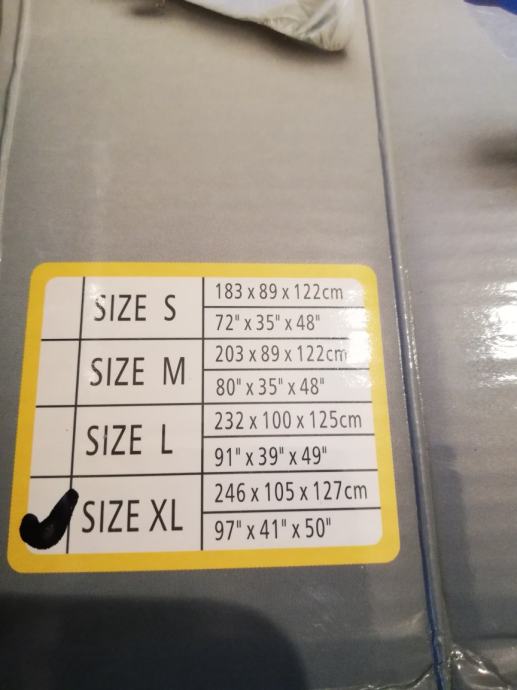 SIZE S
183 x 89 x 122cm
72" x 35" x 48"
SIZE M
203 x 89 x 122cm
80" x 35" x 48"
SIZE L
232 x 100 x 125cm
91" x 39" x 49"
SIZE XL
246 x 105 x 127cm
97" x 41" x 50"